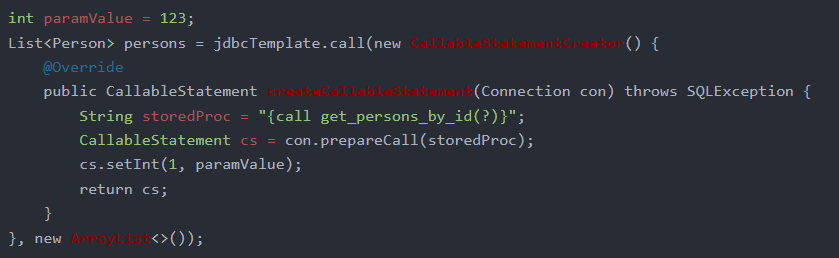 int paramValue = 123;
List<Person> persons = jdbcTemplate.call(new CallableStatementCreator() {
    @Override
    public CallableStatement createCallableStatement(Connection con) throws SQLException {
        String storedProc = "{call get_persons_by_id(?)}";
        CallableStatement cs = con.prepareCall(storedProc);
        cs.setInt(1, paramValue);
        return cs;
    }
}, new ArrayList<>());